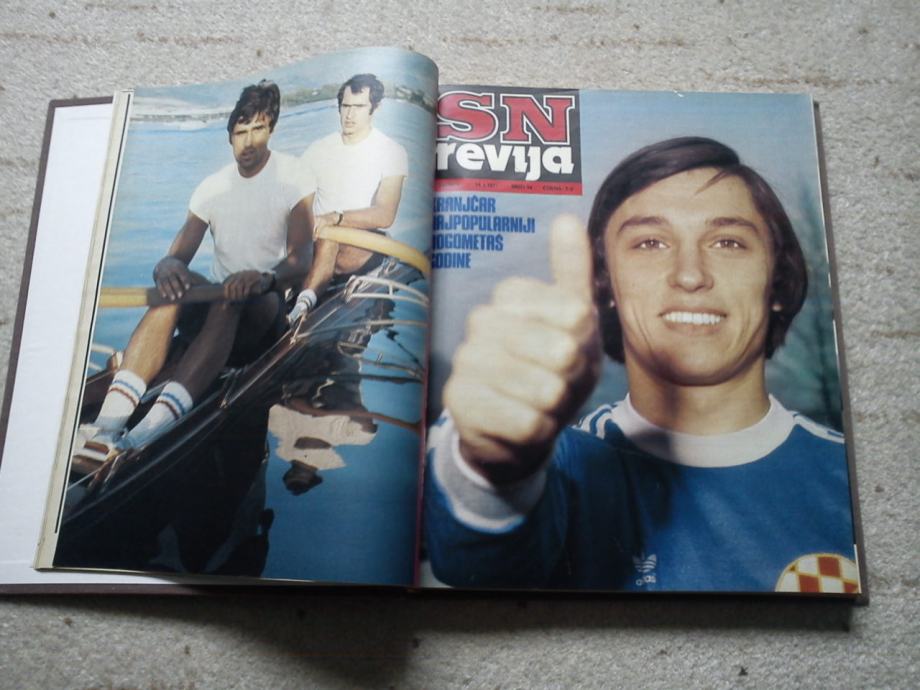 SN
revija
KRANJČAR
NAJPOPULARNIJI
NOGOMETAŠ
GODINE